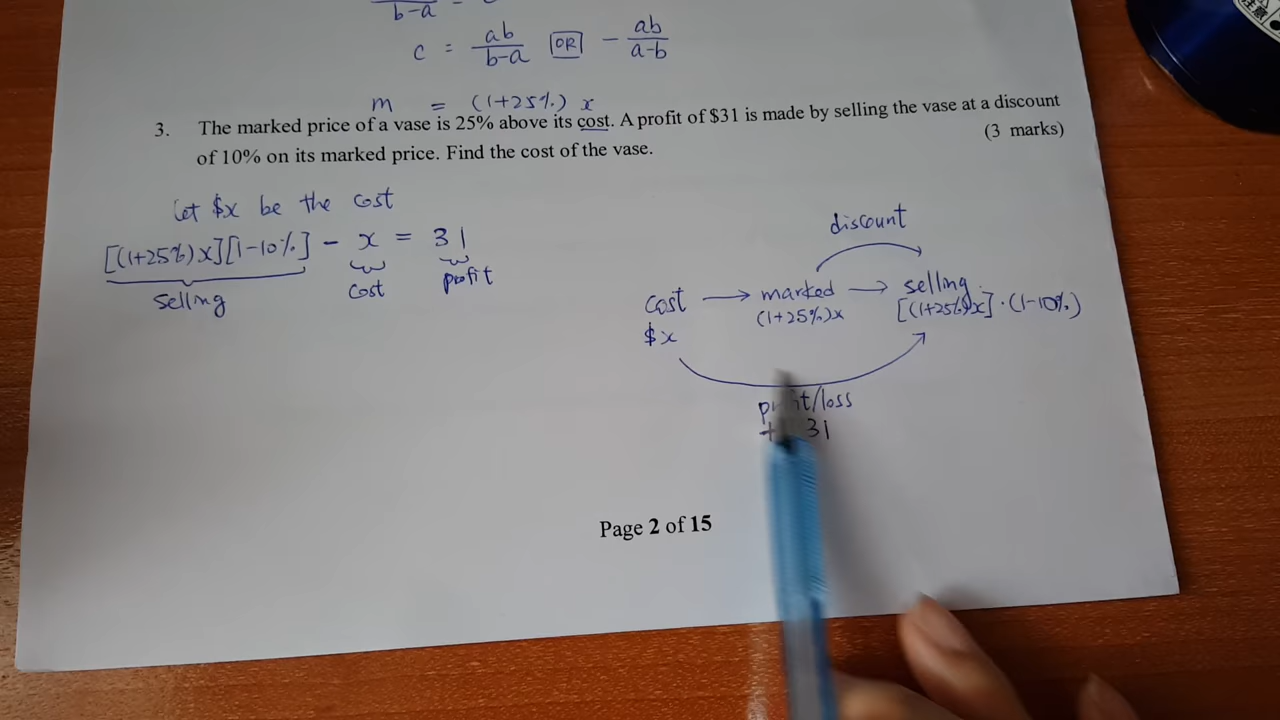 b-a
c = ab/b-a OR - ab/a-b
m = (1+25%) x
3. The marked price of a vase is 25% above its cost. A profit of $31 is made by selling the vase at a discount
of 10% on its marked price. Find the cost of the vase.
(3 marks)
Let $x be the cost
[(1+25%)x][1-10%] - x = 31
selling
cost
profit
discount
cost → marked → selling
$x
(1+25%)x
[(1+25%)x]·(1-10%)
profit/loss
31
Page 2 of 15
注意